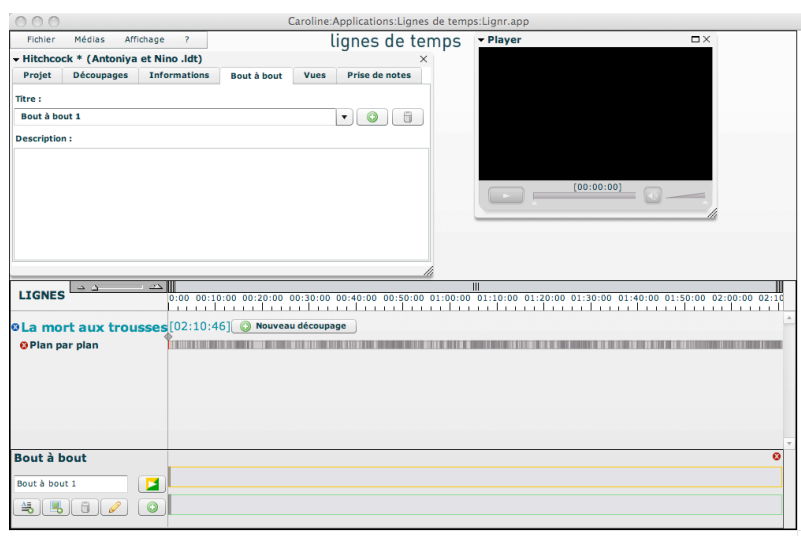 Caroline:Applications:Lignes de temps:Lignr.app
Fichier Médias Affichage ?
lignes de temps
Player
Hitchcock * (Antoniya et Nino .ldt)
Projet Découpages Informations Bout à bout Vues Prise de notes
Titre :
Bout à bout 1
Description :
[00:00:00]
LIGNES
0:00 00:10:00 00:20:00 00:30:00 00:40:00 00:50:00 01:00:00 01:10:00 01:20:00 01:30:00 01:40:00 01:50:00 02:00:00 02:10
La mort aux trousses [02:10:46] Nouveau découpage
Plan par plan
Bout à bout
Bout à bout 1